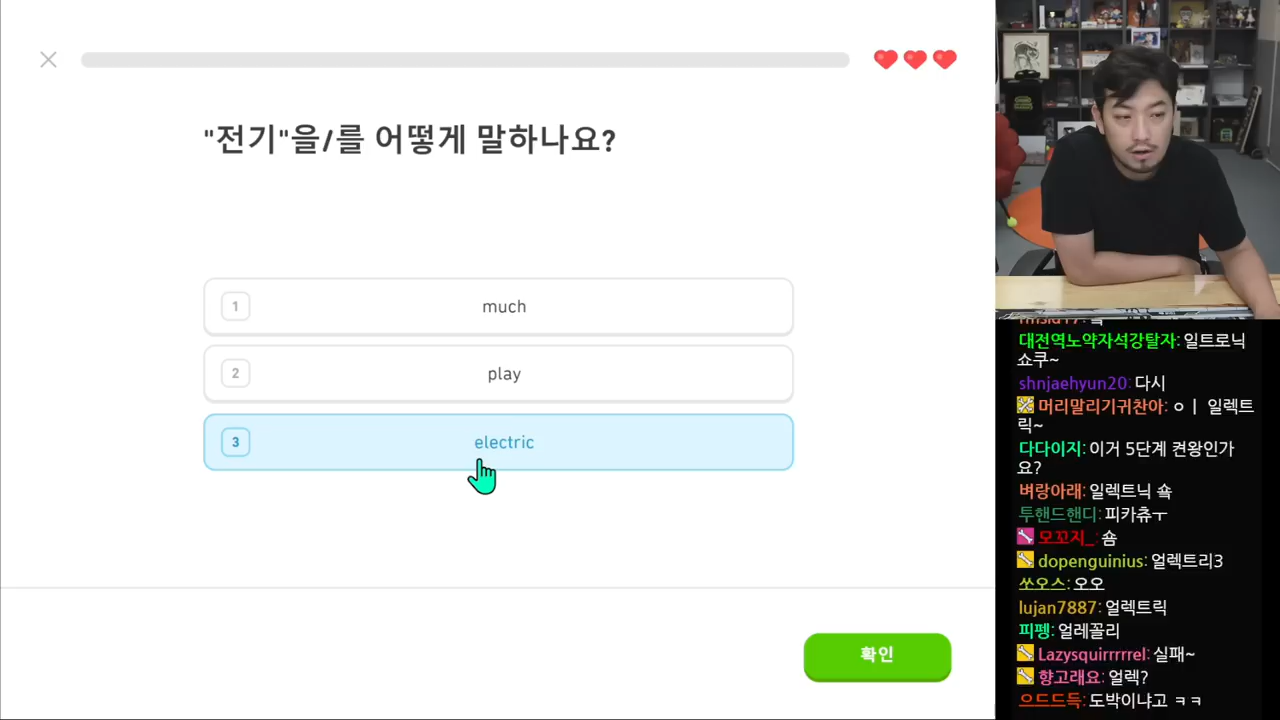 "전기"을/를 어떻게 말하나요?
1 much
2 play
3 electric
확인
대전역노약자석강탈자: 일트로닉
쇼쿠~
shnjaehyun20: 다시
머리말리기귀찬아: ㅇㅣ 일렉트
릭~
다다이지: 이거 5단계 켠왕인가
요?
벼랑아래: 일렉트닉 쇽
투핸드핸디: 피카츄ㅜ
모꼬지_: 숌
dopenguinius: 얼렉트리3
쏘오스: 오오
lujan7887: 얼렉트릭
피펭: 얼레꼴리
Lazysquirrrrrel: 실패~
향고래요: 얼렉?
으드드득: 도박이냐고 ㅋㅋ